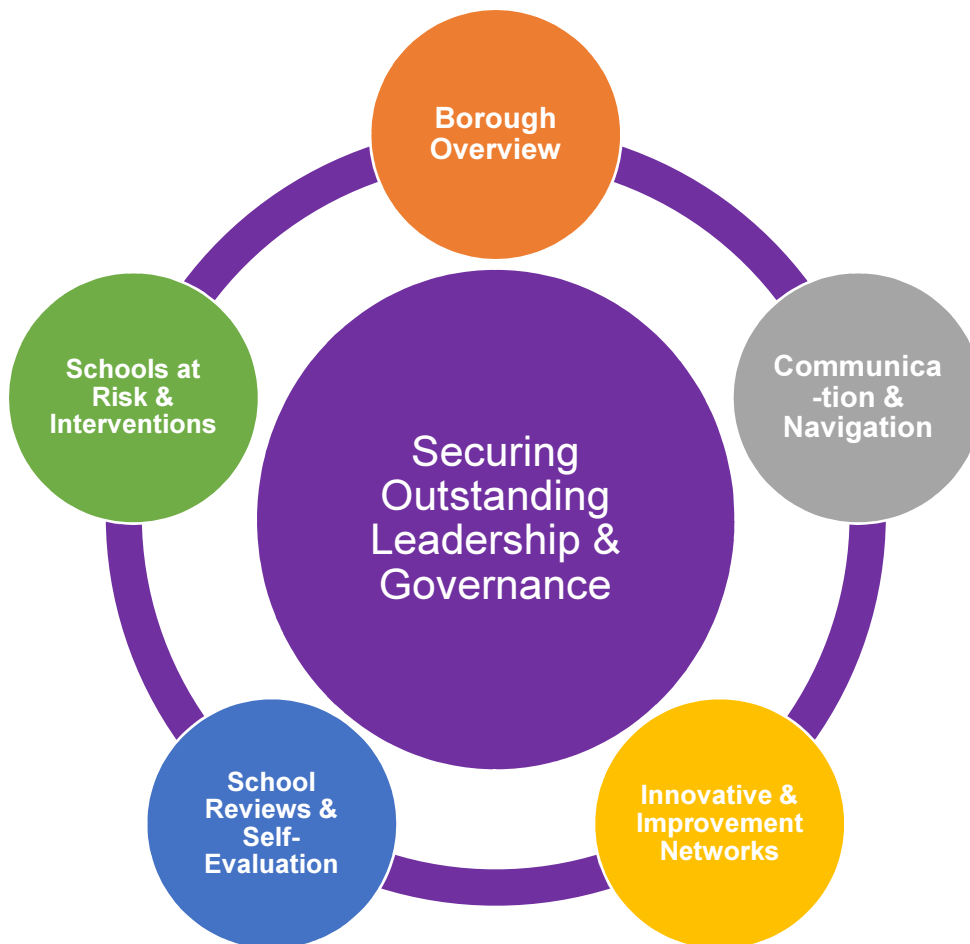 Borough
Overview
Communica
-tion &
Navigation
Innovative &
Improvement
Networks
School
Reviews &
Self-
Evaluation
Schools at
Risk &
Interventions
Securing
Outstanding
Leadership &
Governance